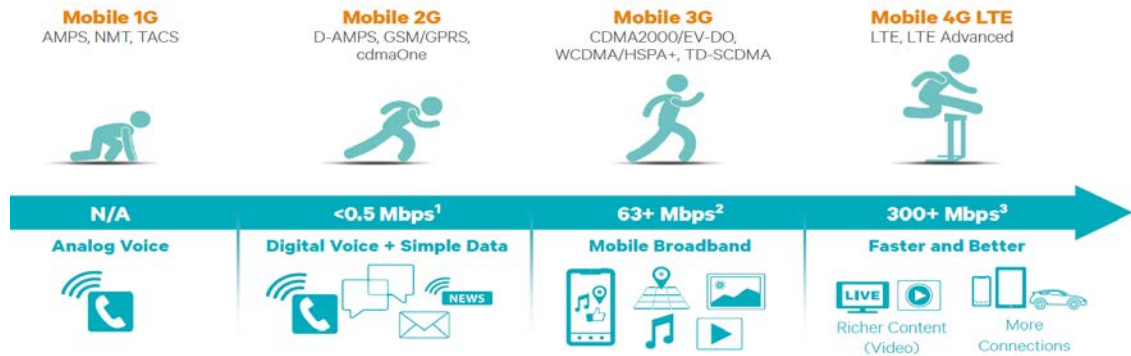 Mobile 1G
AMPS, NMT, TACS
Mobile 2G
D-AMPS, GSM/GPRS,
cdmaOne
Mobile 3G
CDMA2000/EV-DO,
WCDMA/HSPA+, TD-SCDMA
Mobile 4G LTE
LTE, LTE Advanced
N/A
<0.5 Mbps¹
63+ Mbps²
300+ Mbps³
Analog Voice
Digital Voice + Simple Data
NEWS
Mobile Broadband
Faster and Better
LIVE
Richer Content
(Video)
More
Connections